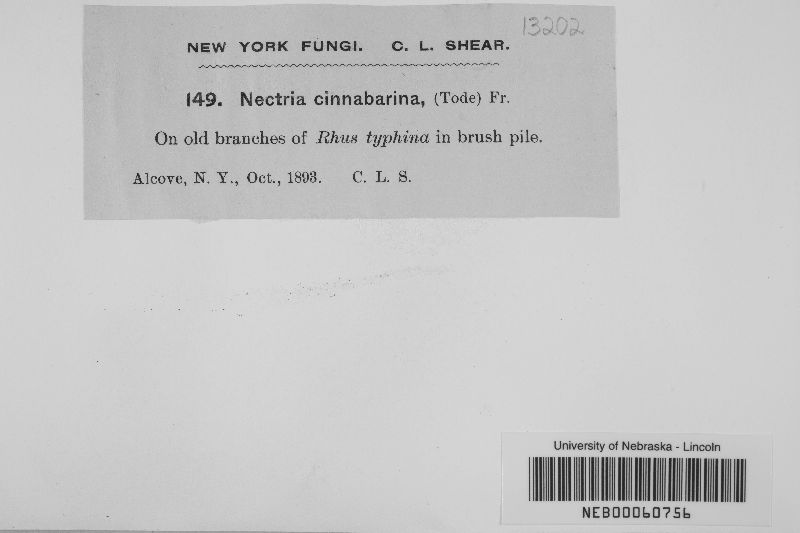 13202
NEW YORK FUNGI. C. L. SHEAR.
149. Nectria cinnabarina, (Tode) Fr.
On old branches of Rhus typhina in brush pile.
Alcove, N. Y., Oct., 1893. C. L. S.
University of Nebraska - Lincoln
NEB00060756